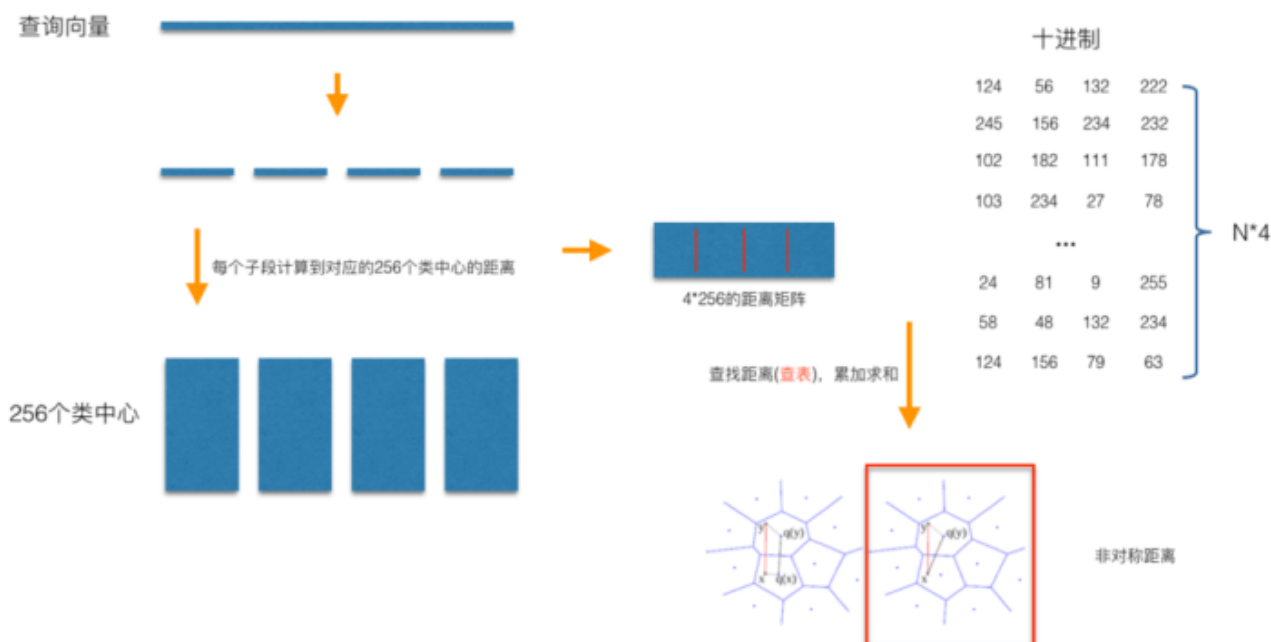 查询向量
每个子段计算到对应的256个类中心的距离
256个类中心
4*256的距离矩阵
查找距离(查表)，累加求和
十进制
124 56 132 222
245 156 234 232
102 182 111 178
103 234 27 78
...
24 81 9 255
58 48 132 234
124 156 79 63
N*4
y q(y)
x q(x)
y q(y)
x
非对称距离